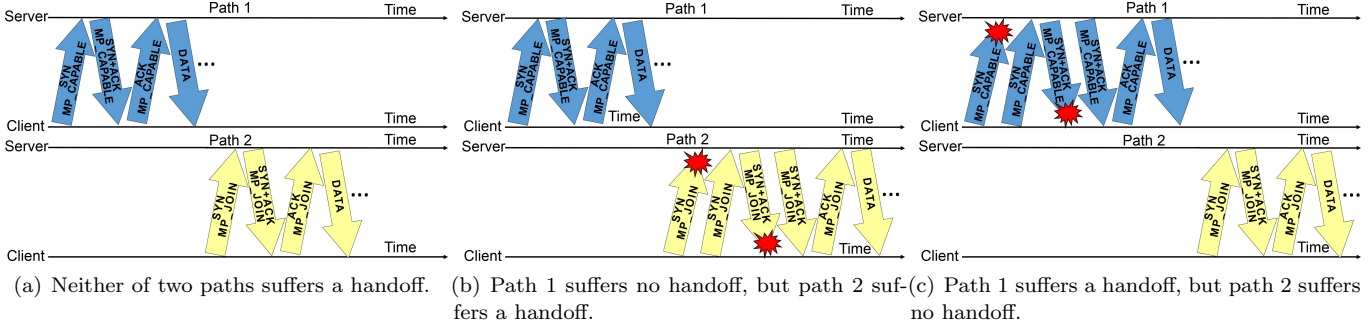 Path 1
Time
Server
SYN
MP_CAPABLE
SYN+ACK
MP_CAPABLE
ACK
MP_CAPABLE
DATA
...
Client
Time
Path 2
Time
Server
SYN
MP_JOIN
SYN+ACK
MP_JOIN
ACK
MP_JOIN
DATA
...
Client
Time
(a) Neither of two paths suffers a handoff.
Path 1
Time
Server
SYN
MP_CAPABLE
SYN+ACK
MP_CAPABLE
ACK
MP_CAPABLE
DATA
...
Time
Client
Time
Path 2
Time
Server
SYN
MP_JOIN
SYN
MP_JOIN
SYN+ACK
MP_JOIN
SYN+ACK
MP_JOIN
ACK
MP_JOIN
DATA
...
Client
Time
(b) Path 1 suffers no handoff, but path 2 suf-
fers a handoff.
Path 1
Time
Server
SYN
MP_CAPABLE
SYN
MP_CAPABLE
SYN+ACK
MP_CAPABLE
SYN+ACK
MP_CAPABLE
ACK
MP_CAPABLE
DATA
...
Client
Time
Path 2
Time
Server
SYN
MP_JOIN
SYN+ACK
MP_JOIN
ACK
MP_JOIN
DATA
...
Client
Time
(c) Path 1 suffers a handoff, but path 2 suffers
no handoff.